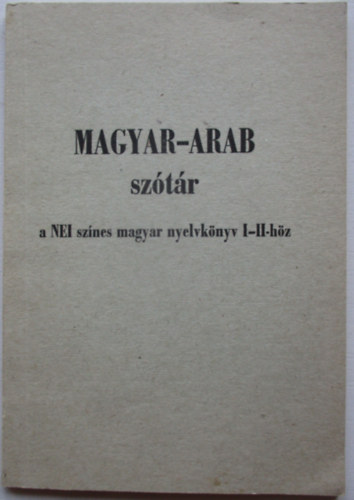 MAGYAR–ARAB
szótár
a NEI színes magyar nyelvkönyv I–II-höz